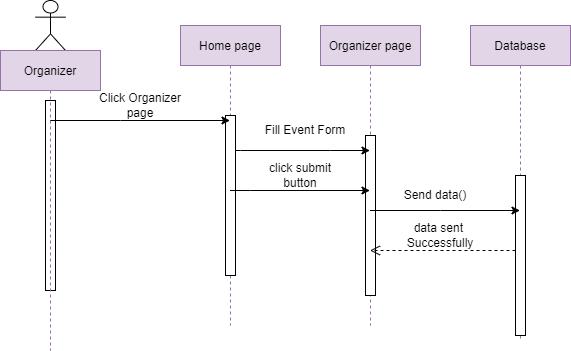 Organizer
Home page
Organizer page
Database
Click Organizer
page
Fill Event Form
click submit
button
Send data()
data sent
Successfully